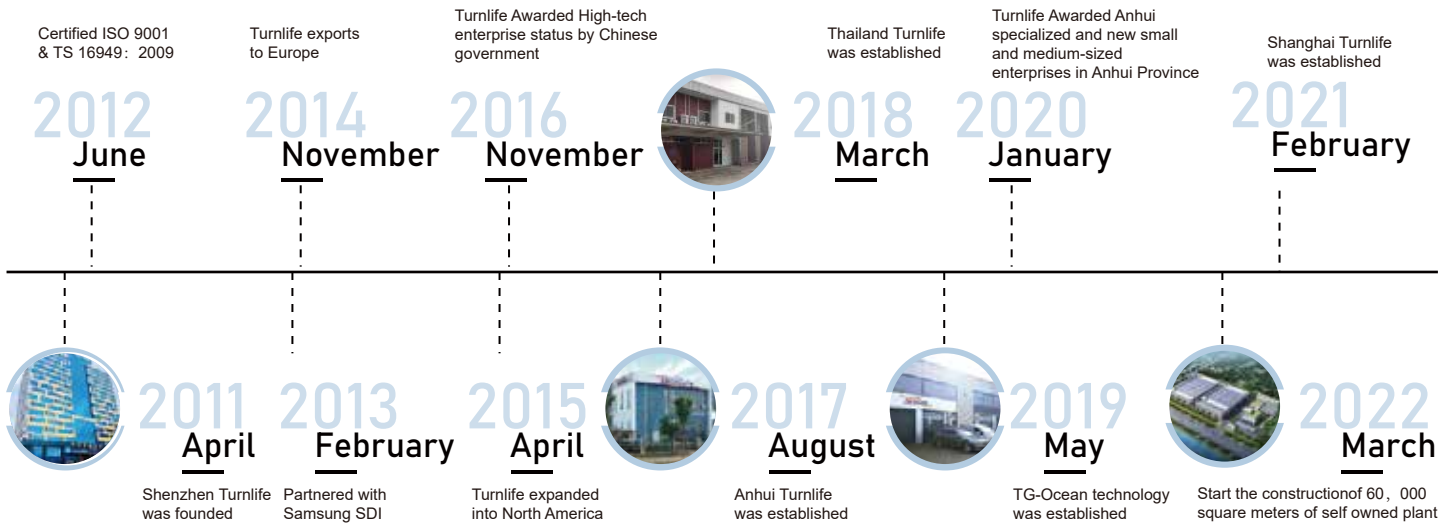 Certified ISO 9001
& TS 16949：2009
2012
June
Turnlife exports
to Europe
2014
November
Turnlife Awarded High-tech
enterprise status by Chinese
government
2016
November
Thailand Turnlife
was established
2018
March
Turnlife Awarded Anhui
specialized and new small
and medium-sized
enterprises in Anhui Province
2020
January
Shanghai Turnlife
was established
2021
February
2011
April
Shenzhen Turnlife
was founded
2013
February
Partnered with
Samsung SDI
2015
April
Turnlife expanded
into North America
2017
August
Anhui Turnlife
was established
2019
May
TG-Ocean technology
was established
2022
March
Start the constructionof 60，000
square meters of self owned plant